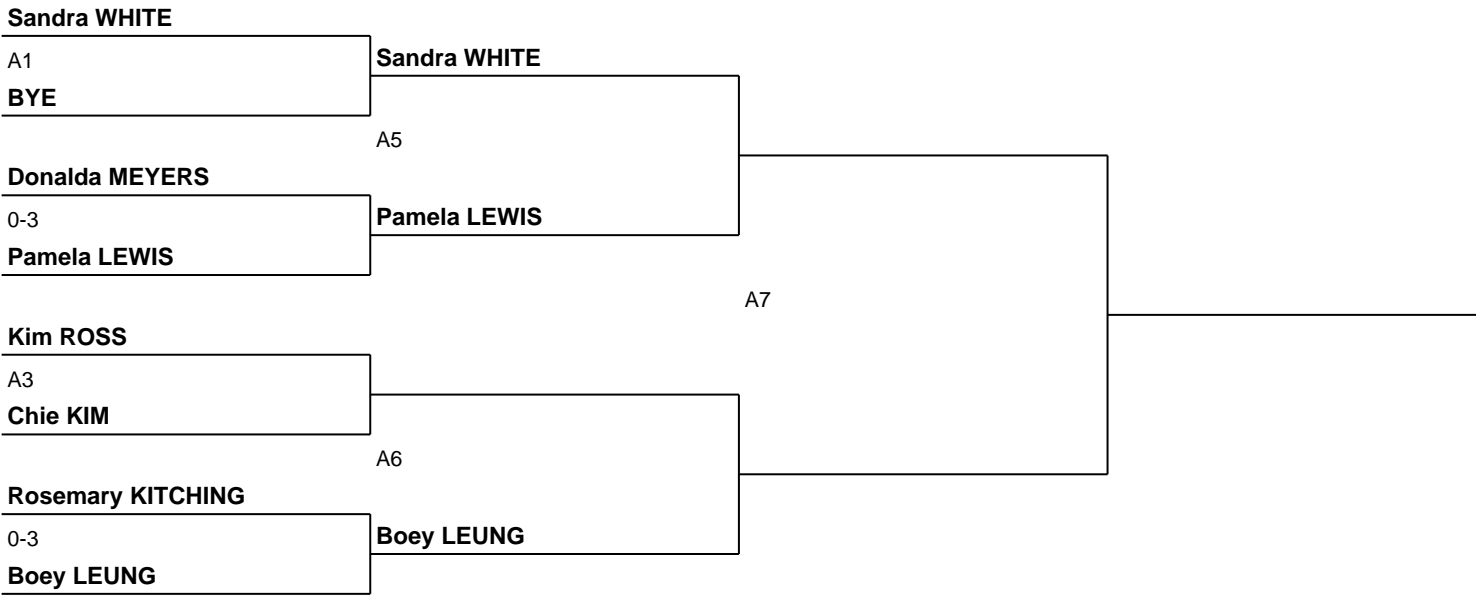 Sandra WHITE
A1
BYE
Sandra WHITE
A5
Donalda MEYERS
0-3
Pamela LEWIS
Pamela LEWIS
A7
Kim ROSS
A3
Chie KIM
A6
Rosemary KITCHING
0-3
Boey LEUNG
Boey LEUNG